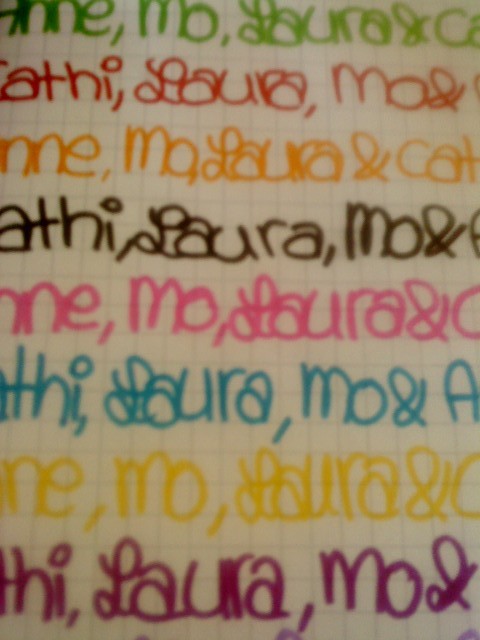 Anne, Mo, Laura & Ca
Cathi, Laura, Mo &
nne, Mo, Laura & Cat
athi, Laura, Mo & A
nne, Mo, Laura & C
athi, Laura, Mo & A
nne, Mo, Laura & C
thi, Laura, Mo &